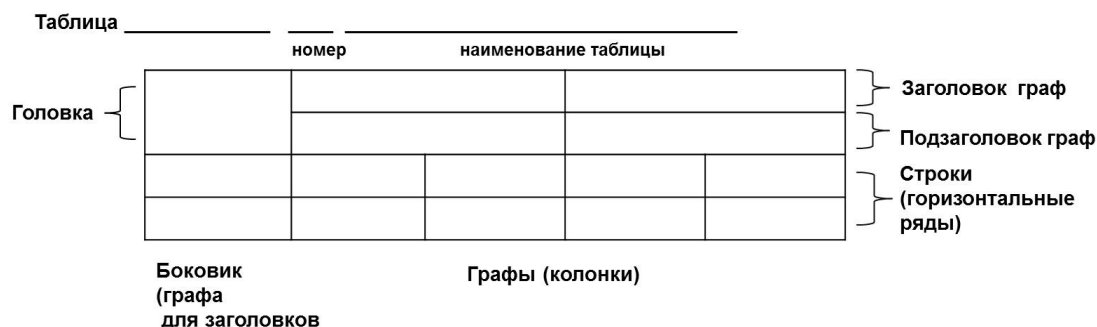 Таблица
номер
наименование таблицы
Головка
Заголовок граф
Подзаголовок граф
Строки
(горизонтальные
ряды)
Боковик
(графа
для заголовков
Графы (колонки)